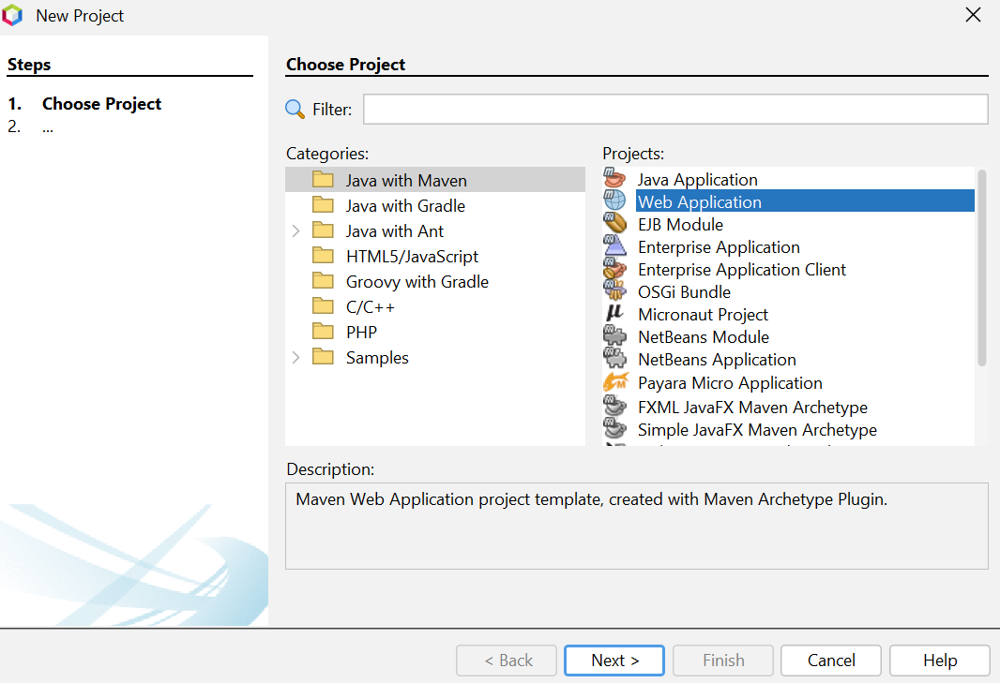 New Project
Steps
1. Choose Project
2. ...
Choose Project
Filter:
Categories:
Java with Maven
Java with Gradle
Java with Ant
HTML5/JavaScript
Groovy with Gradle
C/C++
PHP
Samples
Projects:
Java Application
Web Application
EJB Module
Enterprise Application
Enterprise Application Client
OSGi Bundle
Micronaut Project
NetBeans Module
NetBeans Application
Payara Micro Application
FXML JavaFX Maven Archetype
Simple JavaFX Maven Archetype
Description:
Maven Web Application project template, created with Maven Archetype Plugin.
< Back
Next >
Finish
Cancel
Help